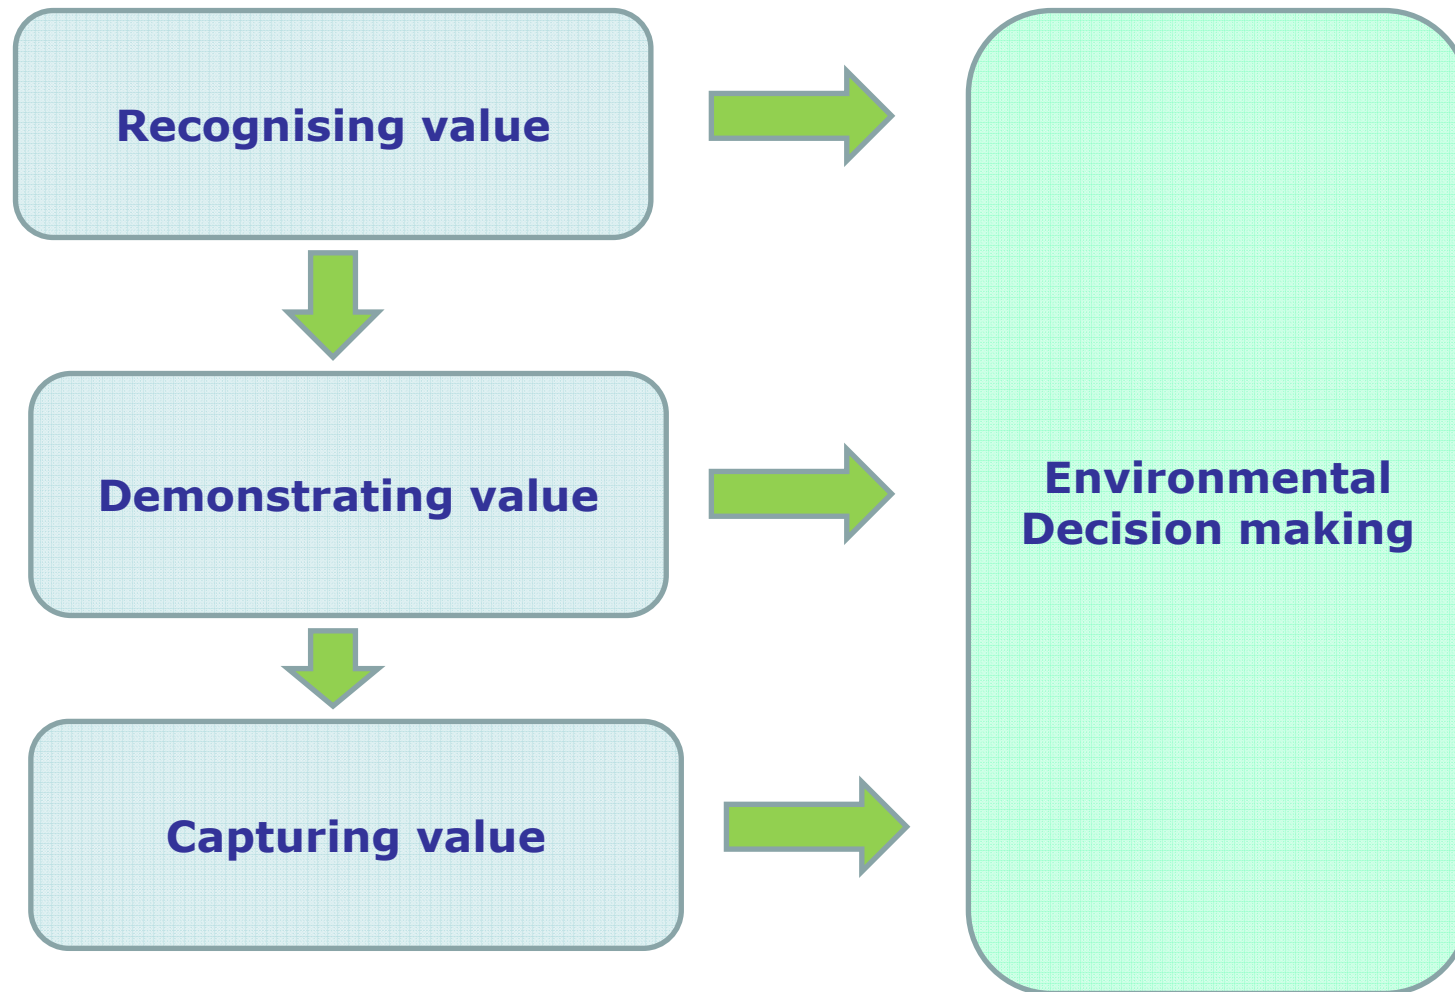 Recognising value
Demonstrating value
Capturing value
Environmental
Decision making